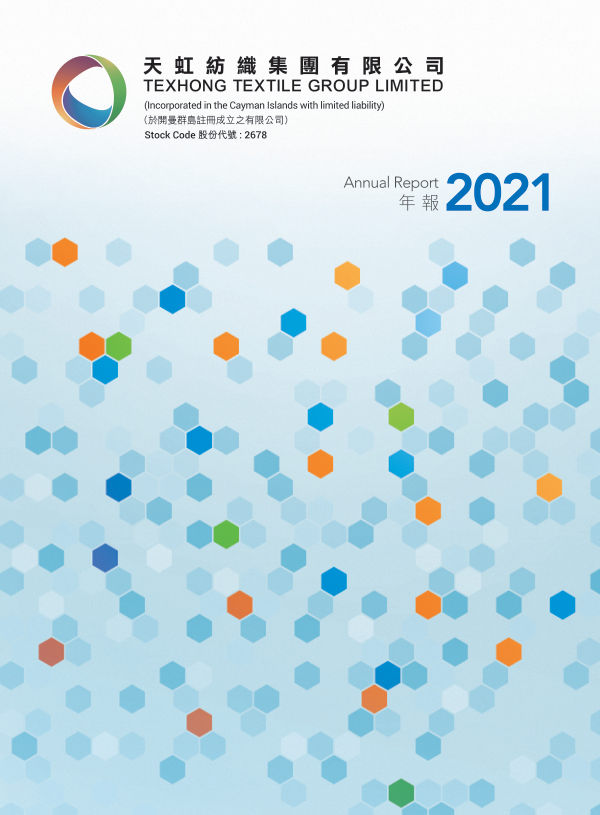 天虹紡織集團有限公司
TEXHONG TEXTILE GROUP LIMITED
(Incorporated in the Cayman Islands with limited liability)
(於開曼群島註冊成立之有限公司)
Stock Code 股份代號 : 2678
Annual Report 2021
年報